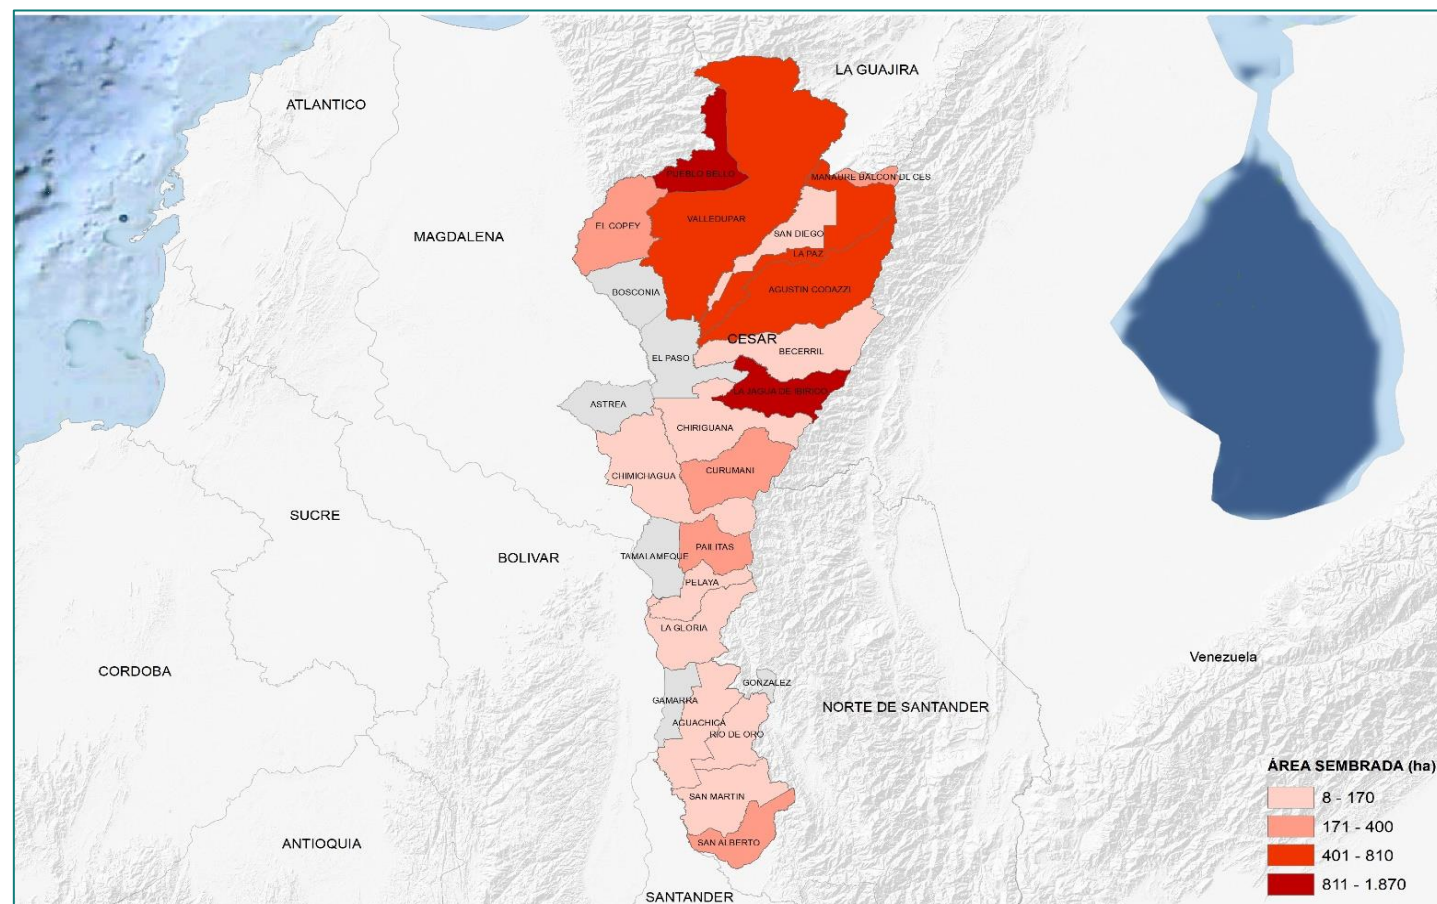 LA GUAJIRA
ATLANTICO
PUEBLO BELLO
MANAURE BALCON DE CES
VALLEDUPAR
EL COPEY
SAN DIEGO
MAGDALENA
LA PAZ
AGUSTIN CODAZZI
BOSCONIA
CESAR
BECERRIL
EL PASO
LA JAGUA DE IBIRICO
ASTREA
CHIRIGUANA
CURUMANI
CHIMICHAGUA
SUCRE
PAILITAS
TAMALAMEQUE
BOLIVAR
PELAYA
LA GLORIA
Venezuela
CORDOBA
GONZALEZ
GAMARRA
NORTE DE SANTANDER
AGUACHICA
RIO DE ORO
ÁREA SEMBRADA (ha)
8 - 170
SAN MARTIN
171 - 400
ANTIOQUIA
SAN ALBERTO
401 - 810
811 - 1.870
SANTANDER